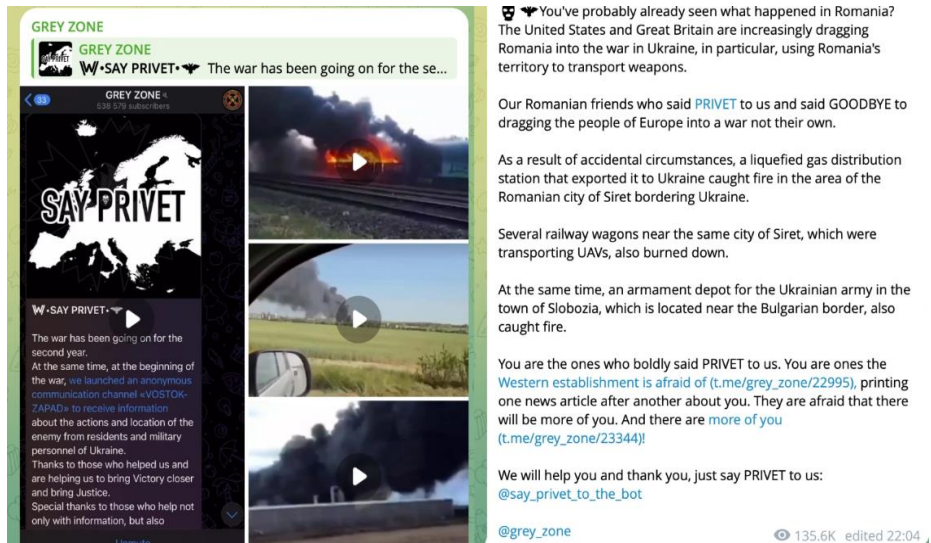 GREY ZONE
GREY ZONE
W•SAY PRIVET• The war has been going on for the se...
33
GREY ZONE
538 579 subscribers
SAY PRIVET
W•SAY PRIVET•
The war has been going on for the
second year.
At the same time, at the beginning of
the war, we launched an anonymous
communication channel «VOSTOK-
ZAPAD» to receive information
about the actions and location of the
enemy from residents and military
personnel of Ukraine.
Thanks to those who helped us and
are helping us to bring Victory closer
and bring Justice.
Special thanks to those who help not
only with information, but also
You've probably already seen what happened in Romania?
The United States and Great Britain are increasingly dragging
Romania into the war in Ukraine, in particular, using Romania's
territory to transport weapons.
Our Romanian friends who said PRIVET to us and said GOODBYE to
dragging the people of Europe into a war not their own.
As a result of accidental circumstances, a liquefied gas distribution
station that exported it to Ukraine caught fire in the area of the
Romanian city of Siret bordering Ukraine.
Several railway wagons near the same city of Siret, which were
transporting UAVs, also burned down.
At the same time, an armament depot for the Ukrainian army in the
town of Slobozia, which is located near the Bulgarian border, also
caught fire.
You are the ones who boldly said PRIVET to us. You are ones the
Western establishment is afraid of (t.me/grey_zone/22995), printing
one news article after another about you. They are afraid that there
will be more of you. And there are more of you
(t.me/grey_zone/23344)!
We will help you and thank you, just say PRIVET to us:
@say_privet_to_the_bot
@grey_zone
135.6K edited 22:04